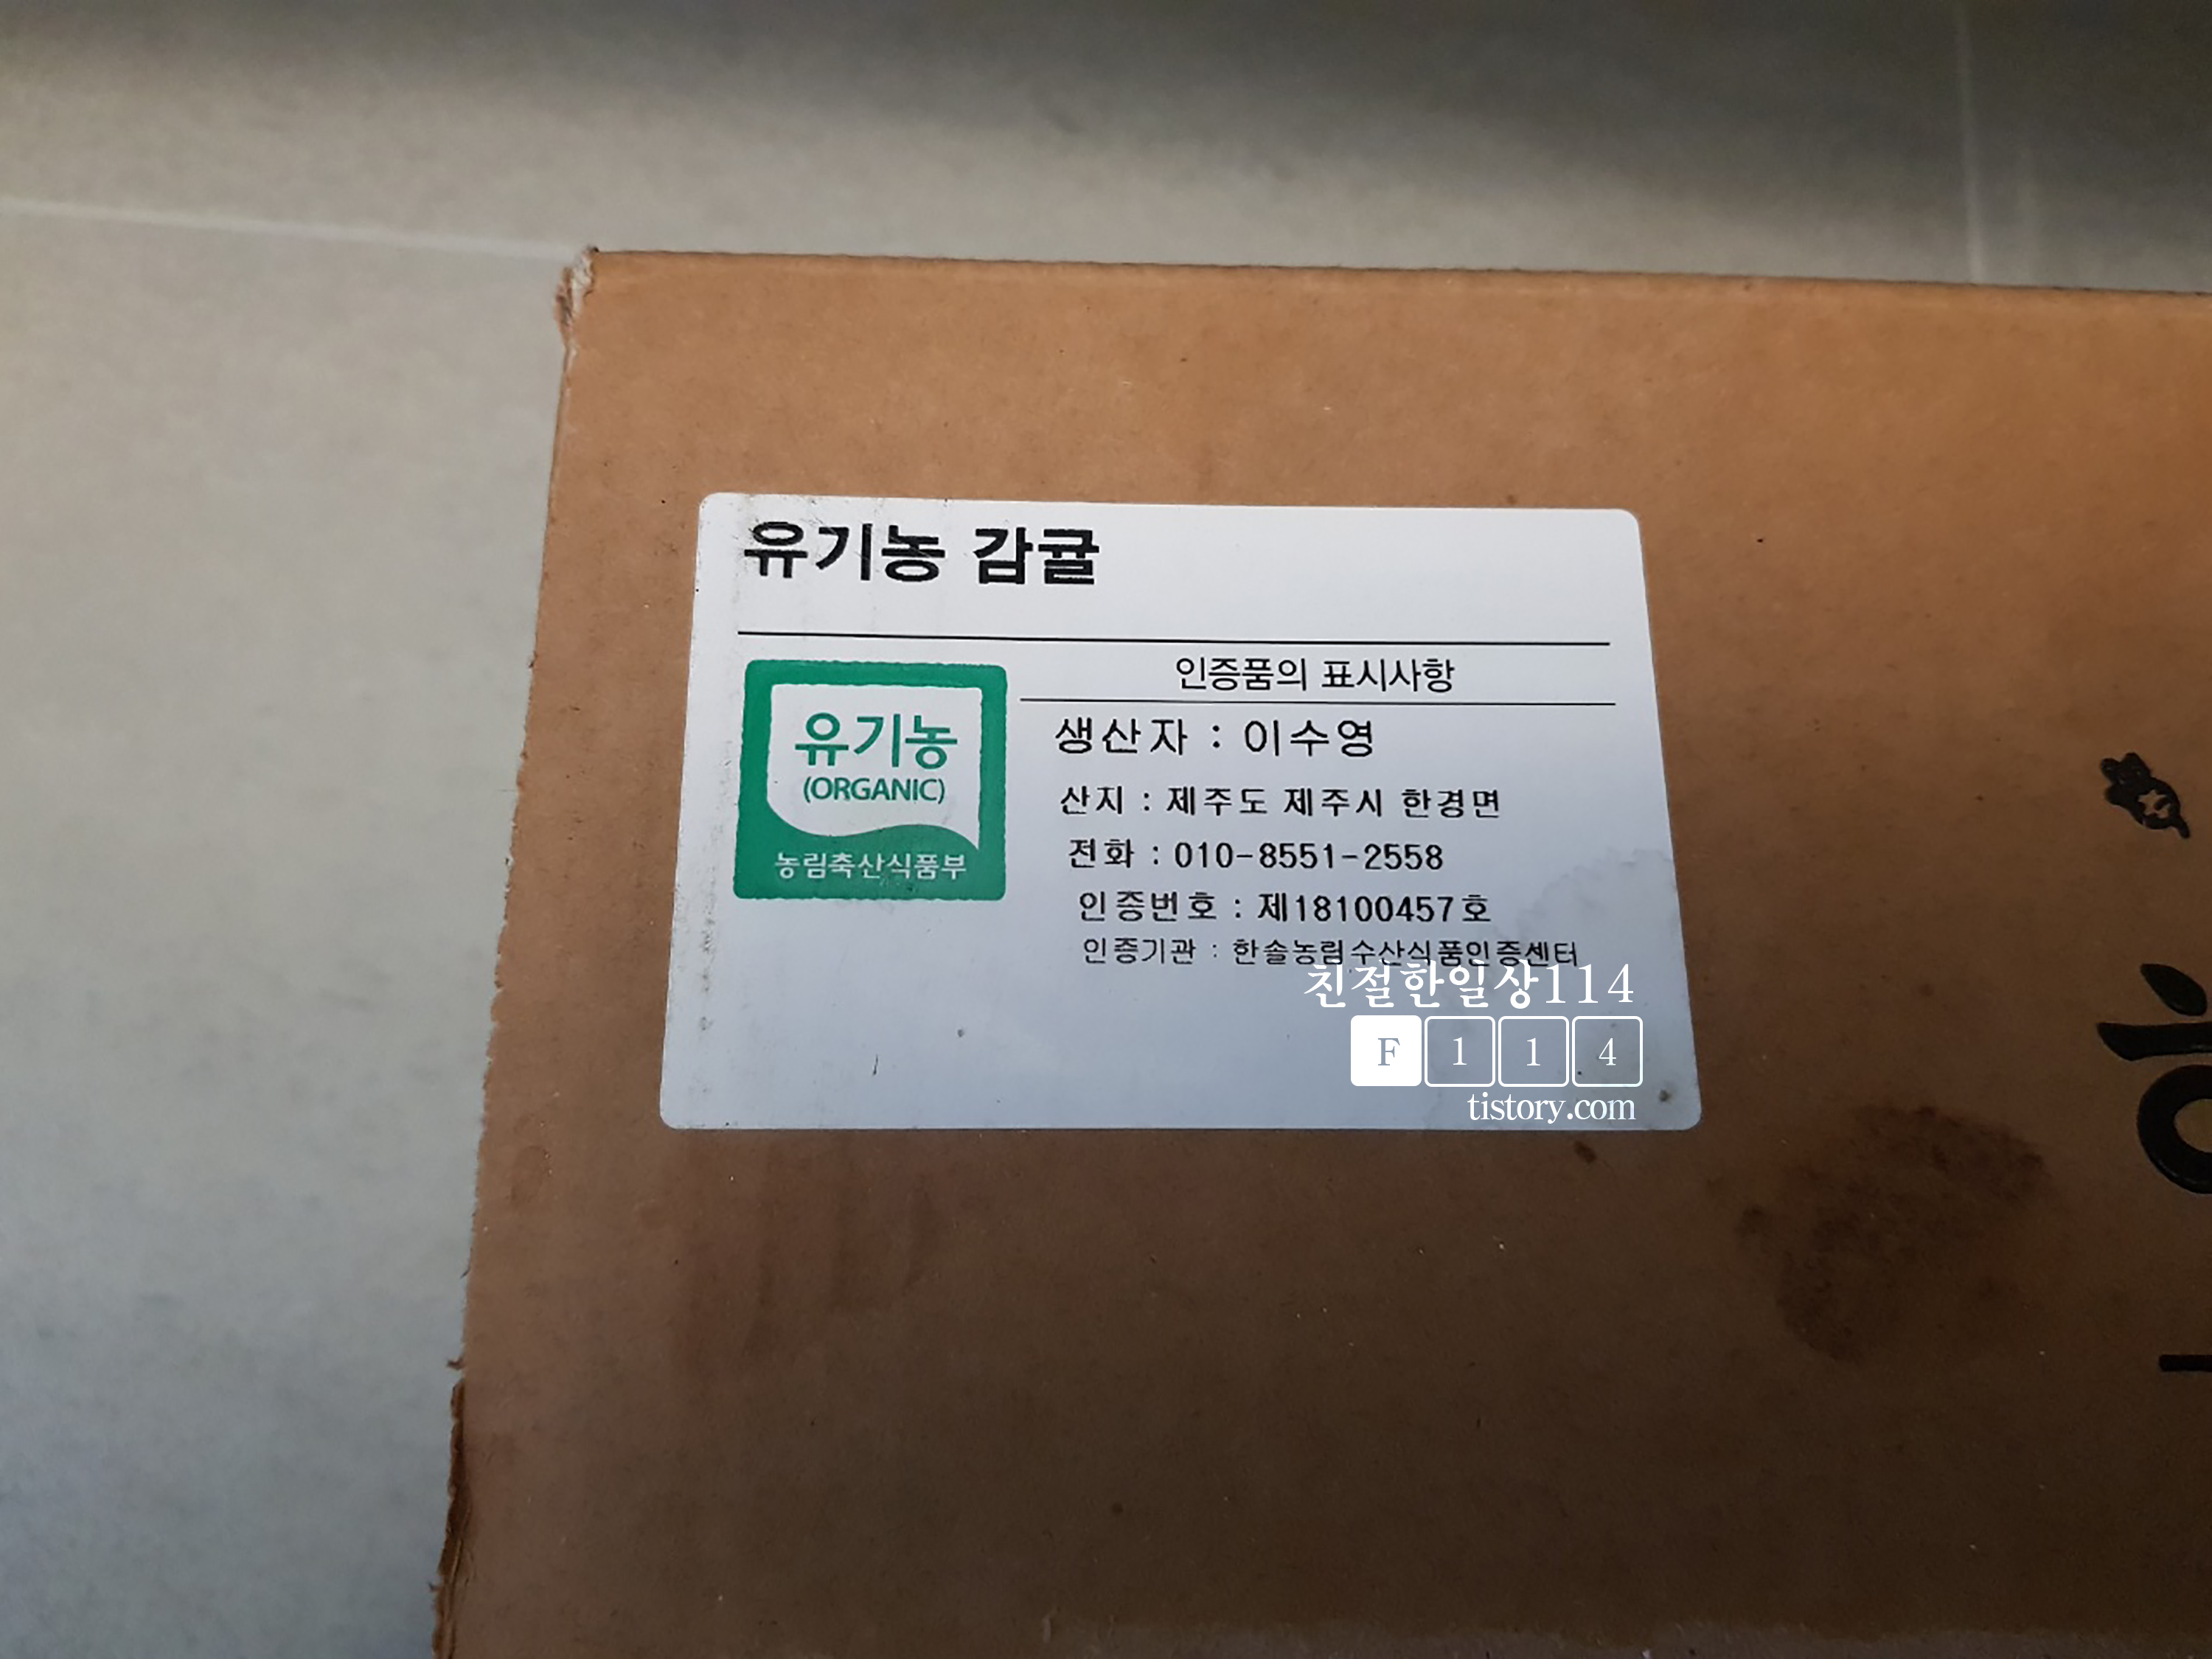 유기농 감귤
인증품의 표시사항
유기농
(ORGANIC)
농림축산식품부
생산자 : 이수영
산지 : 제주도 제주시 한경면
전화 : 010-8551-2558
인증번호 : 제18100457호
인증기관 : 한솔농림수산식품인증센터
친절한일상114
F 1 1 4
tistory.com